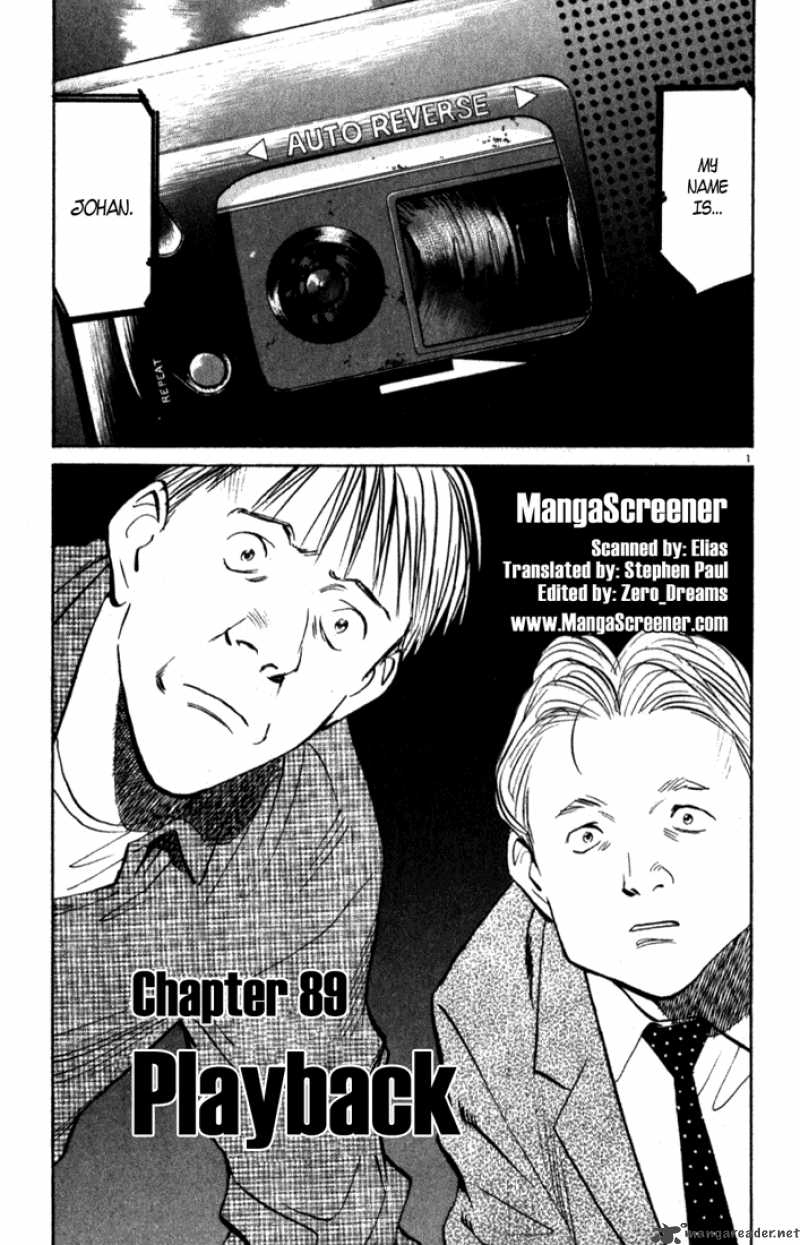 MY
NAME
IS...
JOHAN.
AUTO REVERSE
REPEAT
1
MangaScreener
Scanned by: Elias
Translated by: Stephen Paul
Edited by: Zero_Dreams
www.MangaScreener.com
Chapter 89
Playback
mangareader.net